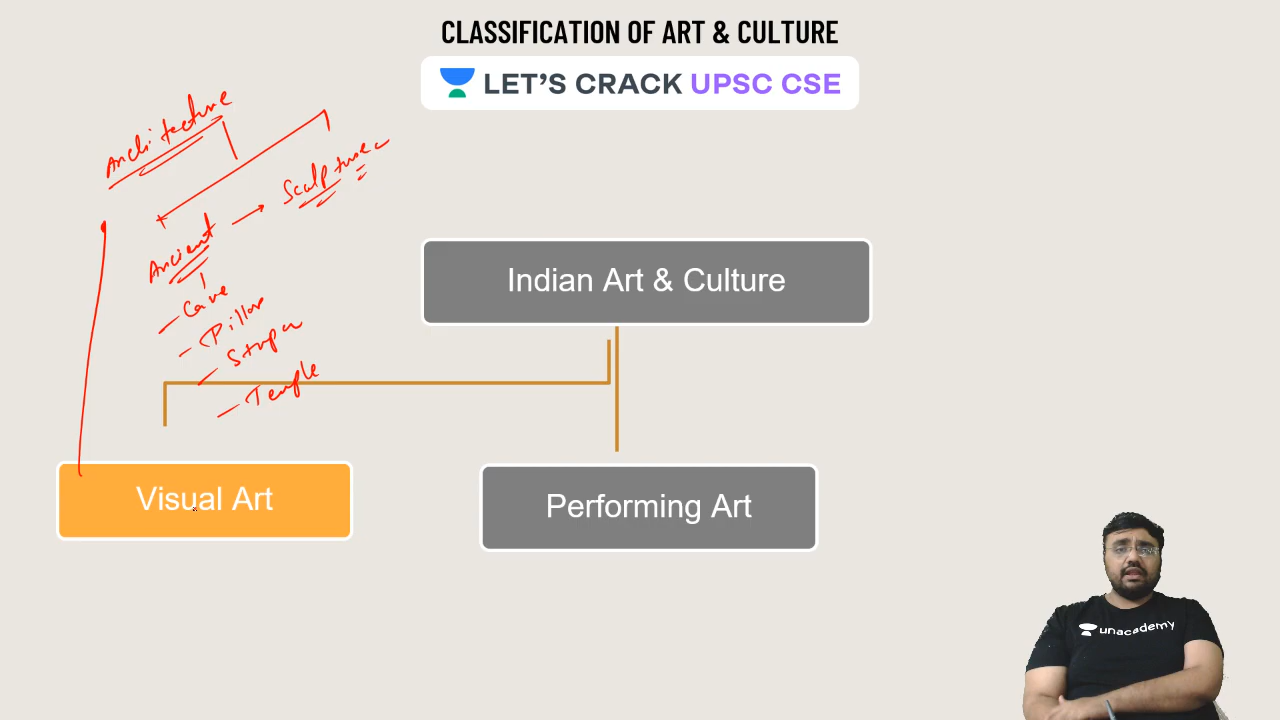 CLASSIFICATION OF ART & CULTURE
LET'S CRACK UPSC CSE
Architecture
Sculpture
Ancient
- Cave
- Pillar
- Stupa
- Temple
Indian Art & Culture
Visual Art
Performing Art
unacademy